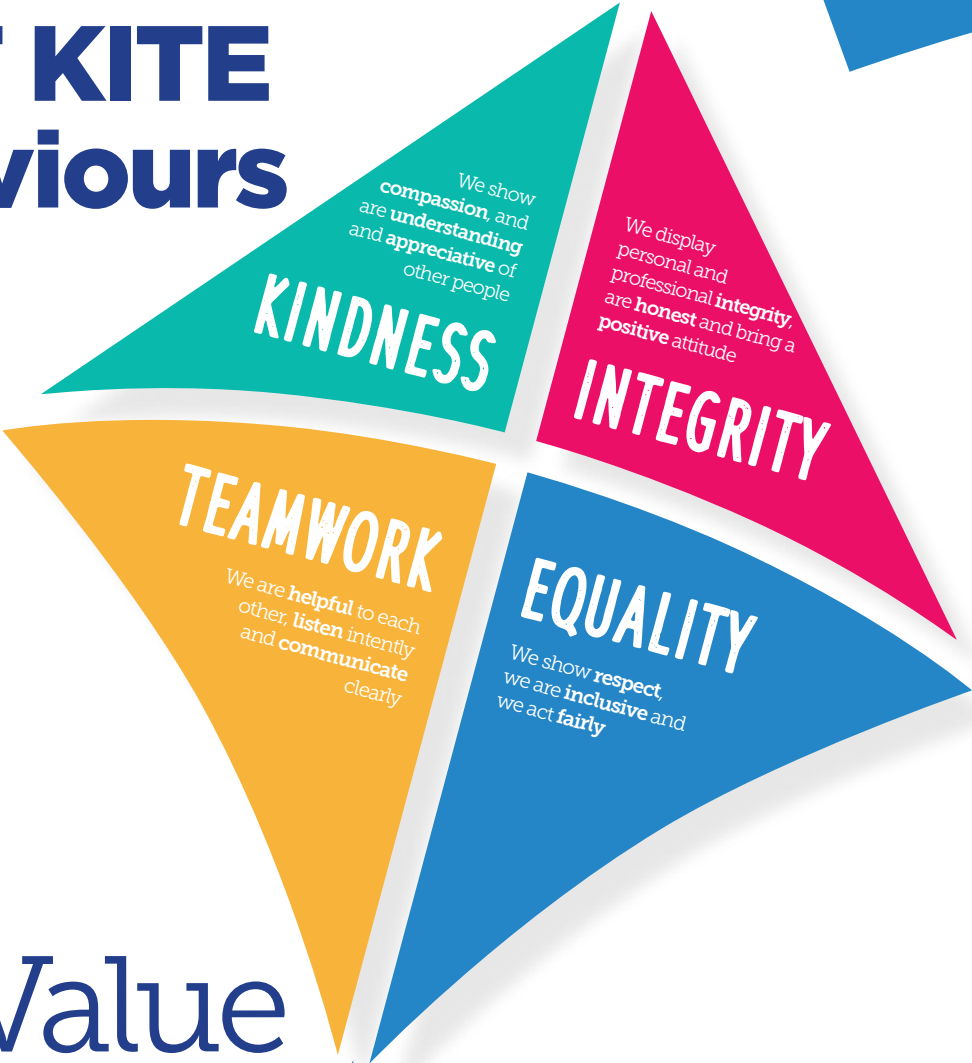 KITE
viours
We show
compassion, and
are understanding
and appreciative of
other people
KINDNESS
We display
personal and
professional integrity,
are honest and bring a
positive attitude
INTEGRITY
TEAMWORK
We are helpful to each
other, listen intently
and communicate
clearly
EQUALITY
We show respect,
we are inclusive and
we act fairly
Value